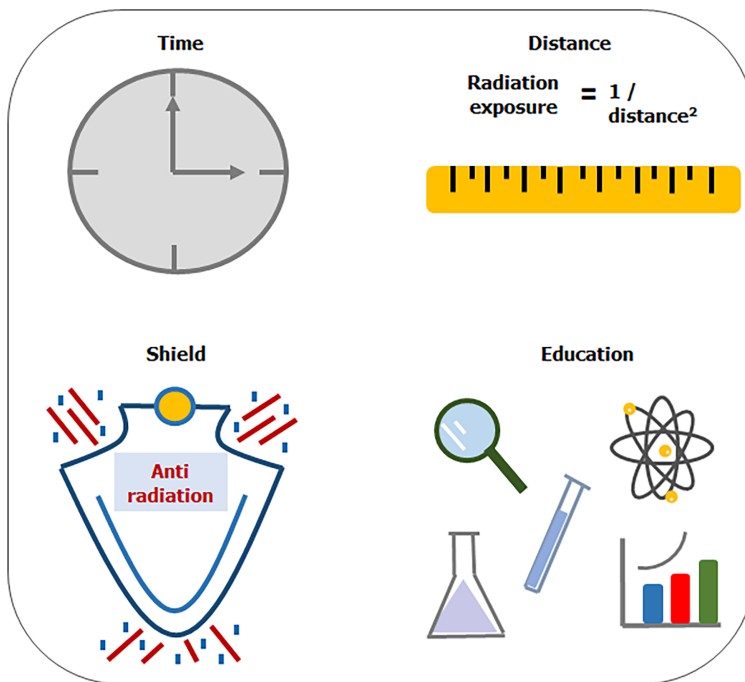 Time
Distance
Radiation
exposure = 1 /
distance²
Shield
Education
Anti
radiation